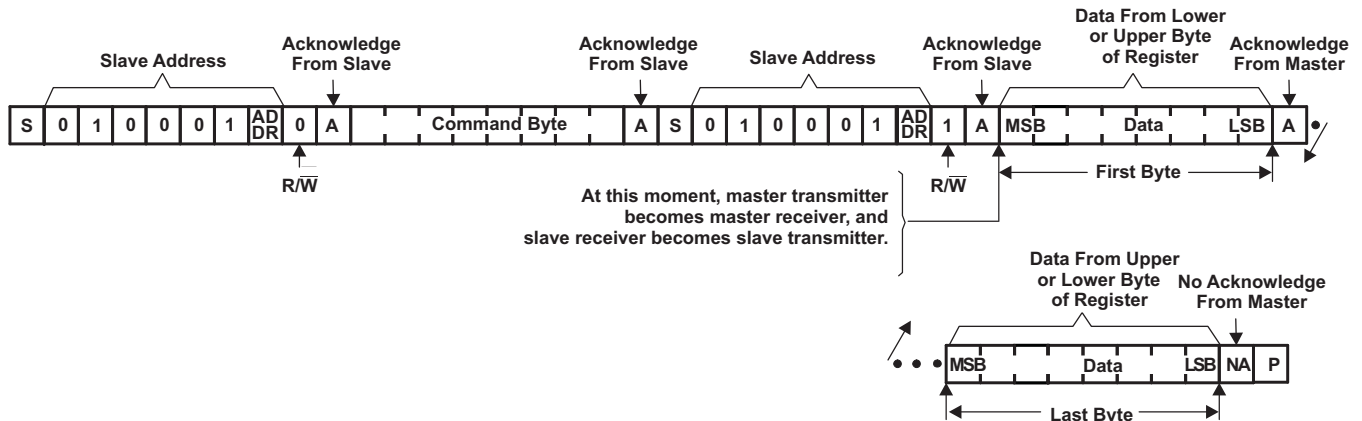 Slave Address
Acknowledge
From Slave
Acknowledge
From Slave
Slave Address
Acknowledge
From Slave
Data From Lower
or Upper Byte
of Register
Acknowledge
From Master
S 0 1 0 0 0 1 AD DR 0 A Command Byte A S 0 1 0 0 0 1 AD DR 1 A MSB Data LSB A
R/W̅
R/W̅
First Byte
At this moment, master transmitter
becomes master receiver, and
slave receiver becomes slave transmitter.
Data From Upper
or Lower Byte
of Register
No Acknowledge
From Master
MSB Data LSB NA P
Last Byte